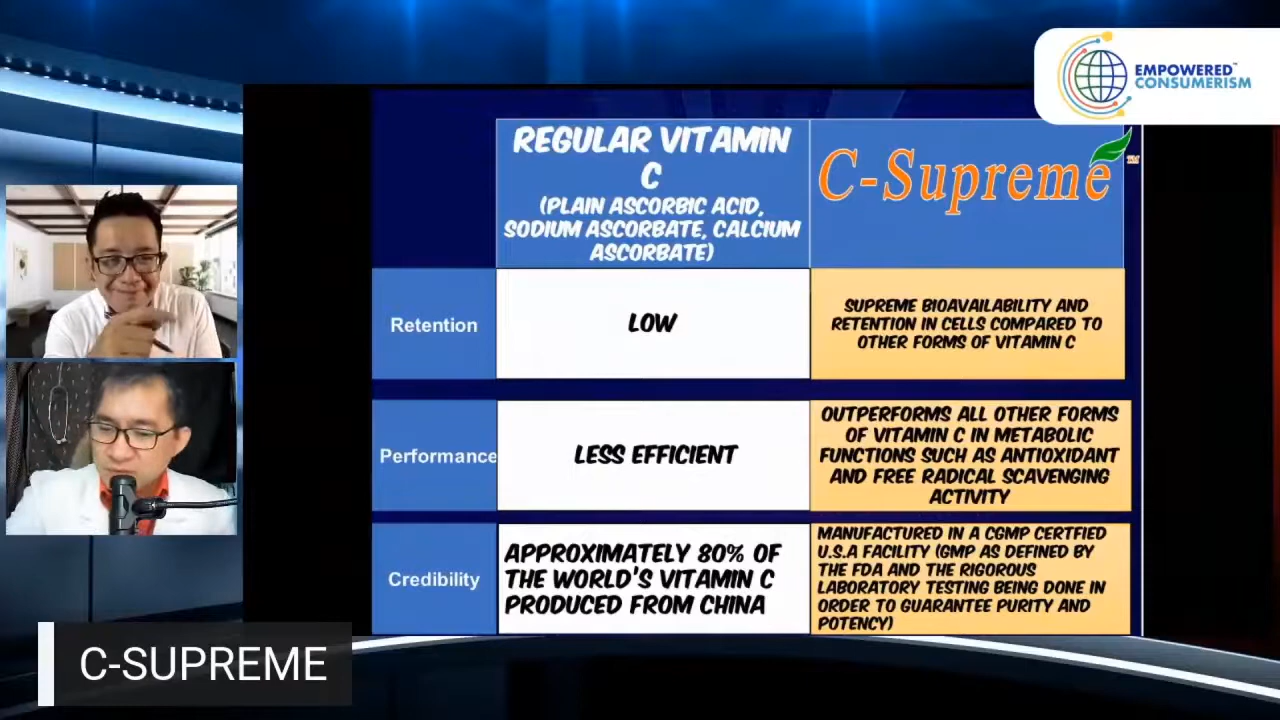 EMPOWERED™
CONSUMERISM
REGULAR VITAMIN
C
(PLAIN ASCORBIC ACID,
SODIUM ASCORBATE, CALCIUM
ASCORBATE)
C-Supreme™
Retention
LOW
SUPREME BIOAVAILABILITY AND
RETENTION IN CELLS COMPARED TO
OTHER FORMS OF VITAMIN C
Performance
LESS EFFICIENT
OUTPERFORMS ALL OTHER FORMS
OF VITAMIN C IN METABOLIC
FUNCTIONS SUCH AS ANTIOXIDANT
AND FREE RADICAL SCAVENGING
ACTIVITY
Credibility
APPROXIMATELY 80% OF
THE WORLD'S VITAMIN C
PRODUCED FROM CHINA
MANUFACTURED IN A CGMP CERTFIED
U.S.A FACILITY (GMP AS DEFINED BY
THE FDA AND THE RIGOROUS
LABORATORY TESTING BEING DONE IN
ORDER TO GUARANTEE PURITY AND
POTENCY)
C-SUPREME